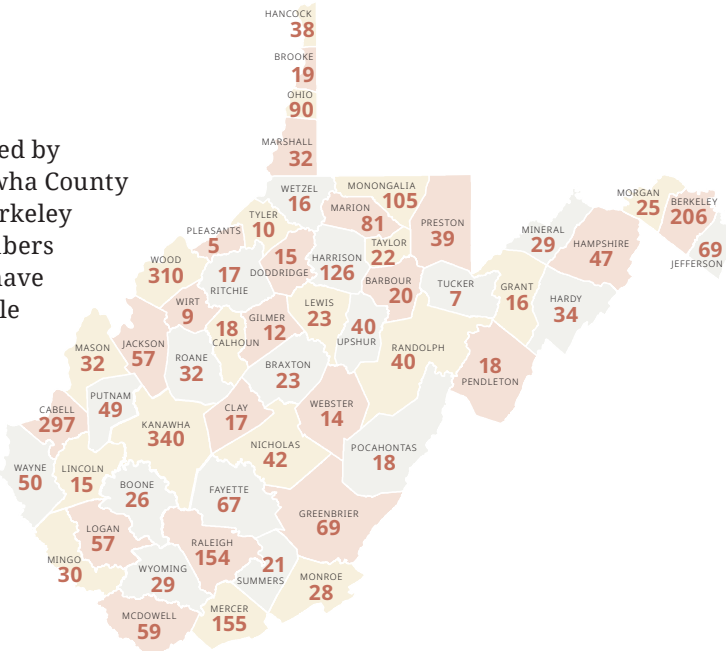 HANCOCK
38
BROOKE
19
OHIO
90
MARSHALL
32
ed by
wha County
rkeley
bers
have
le
WETZEL
16
MONONGALIA
105
MARION
81
PRESTON
39
TYLER
10
PLEASANTS
5
WOOD
310
17
RITCHIE
15
DODDRIDGE
HARRISON
126
TAYLOR
22
BARBOUR
20
TUCKER
7
MORGAN
25
BERKELEY
206
69
JEFFERSON
MINERAL
29
HAMPSHIRE
47
GRANT
16
HARDY
34
WIRT
9
18
CALHOUN
GILMER
12
LEWIS
23
40
UPSHUR
RANDOLPH
40
18
PENDLETON
MASON
32
JACKSON
57
ROANE
32
BRAXTON
23
CABELL
297
PUTNAM
49
KANAWHA
340
CLAY
17
WEBSTER
14
NICHOLAS
42
POCAHONTAS
18
WAYNE
50
LINCOLN
15
BOONE
26
FAYETTE
67
GREENBRIER
69
LOGAN
57
MINGO
30
WYOMING
29
RALEIGH
154
21
SUMMERS
MONROE
28
MCDOWELL
59
MERCER
155